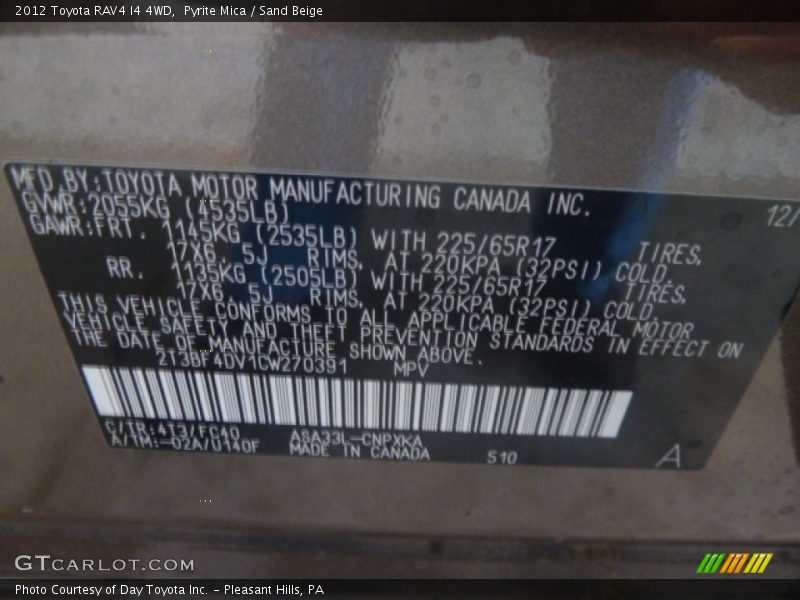 2012 Toyota RAV4 I4 4WD, Pyrite Mica / Sand Beige
MFD.BY:TOYOTA MOTOR MANUFACTURING CANADA INC.
12/
GVWR:2055KG (4535LB)
GAWR:FRT. 1145KG (2535LB) WITH 225/65R17 TIRES,
17X6.5J RIMS, AT 220KPA (32PSI) COLD.
RR. 1135KG (2505LB) WITH 225/65R17 TIRES,
17X6.5J RIMS, AT 220KPA (32PSI) COLD.
THIS VEHICLE CONFORMS TO ALL APPLICABLE FEDERAL MOTOR
VEHICLE SAFETY AND THEFT PREVENTION STANDARDS IN EFFECT ON
THE DATE OF MANUFACTURE SHOWN ABOVE.
2T3BF4DV1CW270391 MPV
C/TR:4T3/FC40 ASA33L-CNPXKA
A/TM:-02A/U140F MADE IN CANADA 510 A
GTCARLOT.COM
Photo Courtesy of Day Toyota Inc. - Pleasant Hills, PA